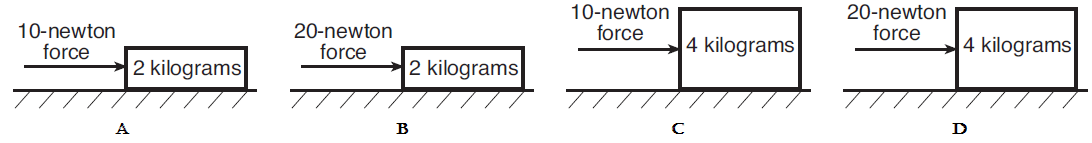 10-newton
force
2 kilograms
A
20-newton
force
2 kilograms
B
10-newton
force
4 kilograms
C
20-newton
force
4 kilograms
D